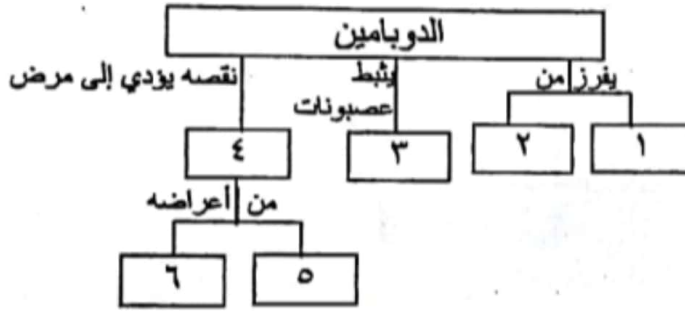 الدوبامين
يفرز من
يثبط
عصبونات
نقصه يؤدي إلى مرض
١
٢
٣
٤
من أعراضه
٥
٦